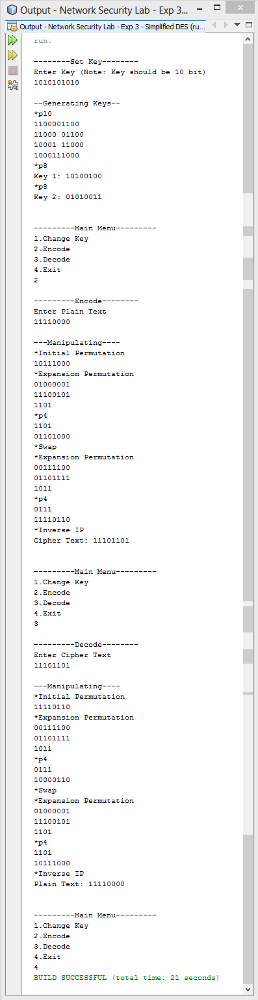 Output - Network Security Lab - Exp 3...
Output - Network Security Lab - Exp 3 - Simplified DES (ru...
run:
--------Set Key--------
Enter Key (Note: Key should be 10 bit)
1010101010
--Generating Keys--
*p10
1100001100
11000 01100
10001 11000
1000111000
*p8
Key 1: 10100100
*p8
Key 2: 01010011
---------Main Menu---------
1.Change Key
2.Encode
3.Decode
4.Exit
2
---------Encode--------
Enter Plain Text
11110000
---Manipulating----
*Initial Permutation
10111000
*Expansion Permutation
01000001
11100101
1101
*p4
1101
01101000
*Swap
*Expansion Permutation
00111100
01101111
1011
*p4
0111
11110110
*Inverse IP
Cipher Text: 11101101
---------Main Menu---------
1.Change Key
2.Encode
3.Decode
4.Exit
3
---------Decode--------
Enter Cipher Text
11101101
---Manipulating----
*Initial Permutation
11110110
*Expansion Permutation
00111100
01101111
1011
*p4
0111
10000110
*Swap
*Expansion Permutation
01000001
11100101
1101
*p4
1101
10111000
*Inverse IP
Plain Text: 11110000
---------Main Menu---------
1.Change Key
2.Encode
3.Decode
4.Exit
4
BUILD SUCCESSFUL (total time: 21 seconds)